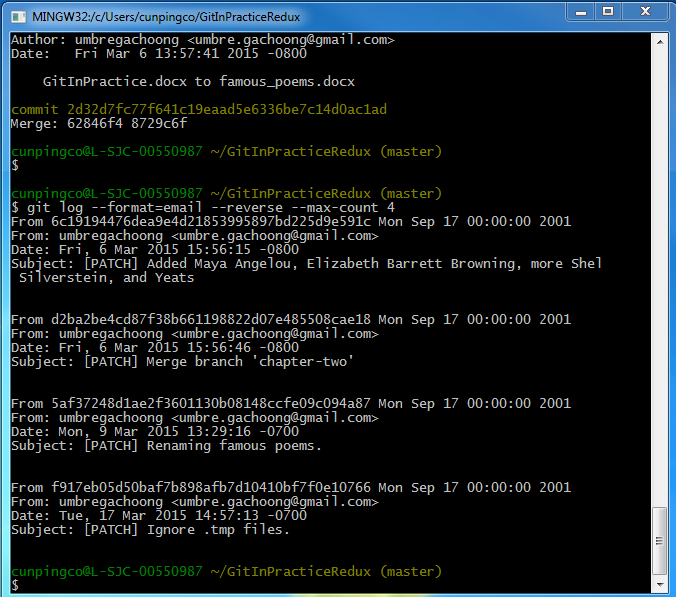 MINGW32:/c/Users/cunpingco/GitInPracticeRedux
Author: umbregachoong <umbre.gachoong@gmail.com>
Date:   Fri Mar 6 13:57:41 2015 -0800
    GitInPractice.docx to famous_poems.docx
commit 2d32d7fc77f641c19eaad5e6336be7c14d0ac1ad
Merge: 62846f4 8729c6f
cunpingco@L-SJC-00550987 ~/GitInPracticeRedux (master)
$
cunpingco@L-SJC-00550987 ~/GitInPracticeRedux (master)
$ git log --format=email --reverse --max-count 4
From 6c19194476dea9e4d21853995897bd225d9e591c Mon Sep 17 00:00:00 2001
From: umbregachoong <umbre.gachoong@gmail.com>
Date: Fri, 6 Mar 2015 15:56:15 -0800
Subject: [PATCH] Added Maya Angelou, Elizabeth Barrett Browning, more Shel
 Silverstein, and Yeats
From d2ba2be4cd87f38b661198822d07e485508cae18 Mon Sep 17 00:00:00 2001
From: umbregachoong <umbre.gachoong@gmail.com>
Date: Fri, 6 Mar 2015 15:56:46 -0800
Subject: [PATCH] Merge branch 'chapter-two'
From 5af37248d1ae2f3601130b08148ccfe09c094a87 Mon Sep 17 00:00:00 2001
From: umbregachoong <umbre.gachoong@gmail.com>
Date: Mon, 9 Mar 2015 13:29:16 -0700
Subject: [PATCH] Renaming famous poems.
From f917eb05d50baf7b898afb7d10410bf7f0e10766 Mon Sep 17 00:00:00 2001
From: umbregachoong <umbre.gachoong@gmail.com>
Date: Tue, 17 Mar 2015 14:57:13 -0700
Subject: [PATCH] Ignore .tmp files.
cunpingco@L-SJC-00550987 ~/GitInPracticeRedux (master)
$